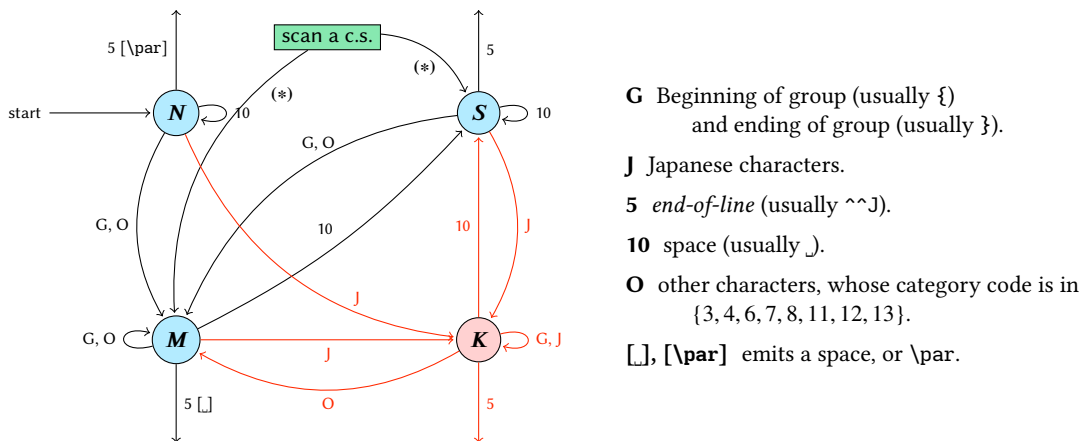 5 [\par]
scan a c.s.
5
(*)
(*)
start
N
10
S
10
G, O
G, O
J
10
10
J
J
G, O
M
J
K
G, J
O
5 [␣]
5
G Beginning of group (usually {)
and ending of group (usually }).
J Japanese characters.
5 end-of-line (usually ^^J).
10 space (usually ␣).
O other characters, whose category code is in
{3, 4, 6, 7, 8, 11, 12, 13}.
[␣], [\par] emits a space, or \par.